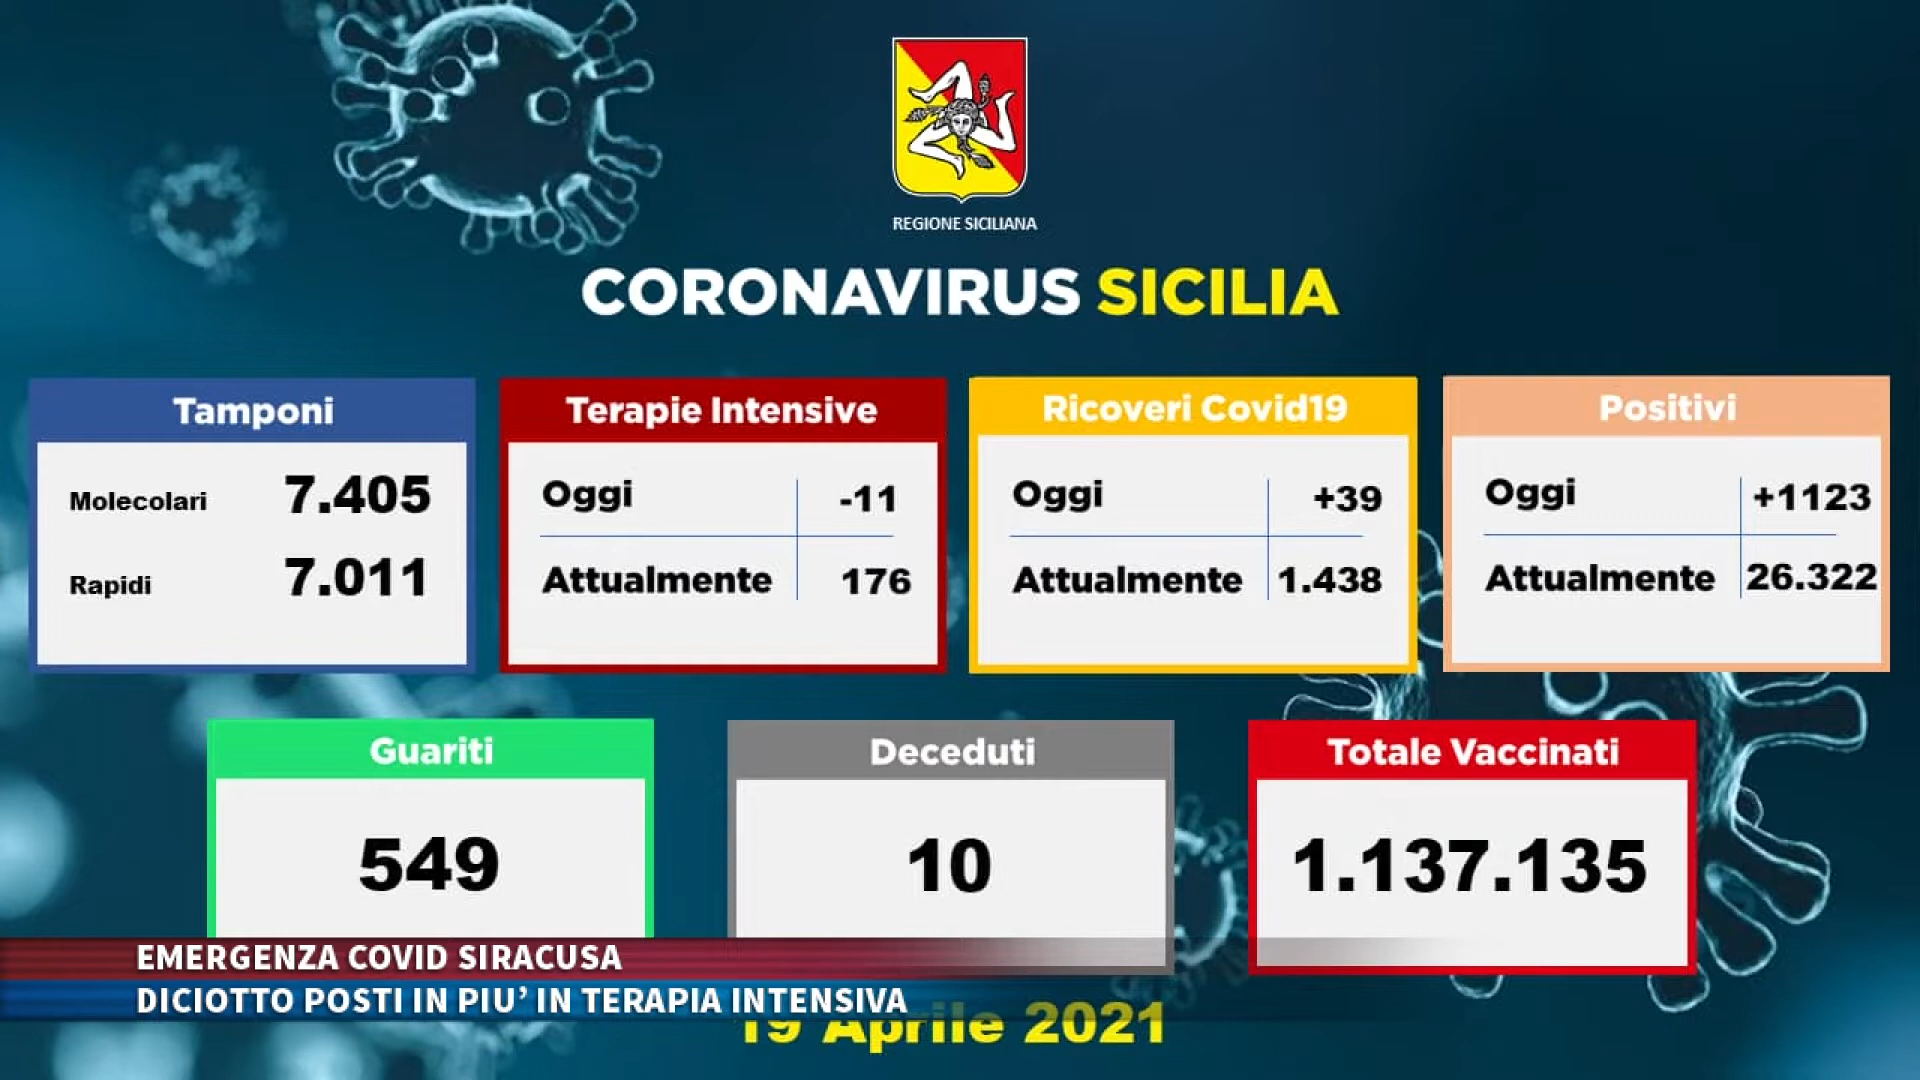 REGIONE SICILIANA
CORONAVIRUS SICILIA
Tamponi
Molecolari 7.405
Rapidi 7.011
Terapie Intensive
Oggi -11
Attualmente 176
Ricoveri Covid19
Oggi +39
Attualmente 1.438
Positivi
Oggi +1123
Attualmente 26.322
Guariti
549
Deceduti
10
Totale Vaccinati
1.137.135
EMERGENZA COVID SIRACUSA
DICIOTTO POSTI IN PIU’ IN TERAPIA INTENSIVA
19 Aprile 2021